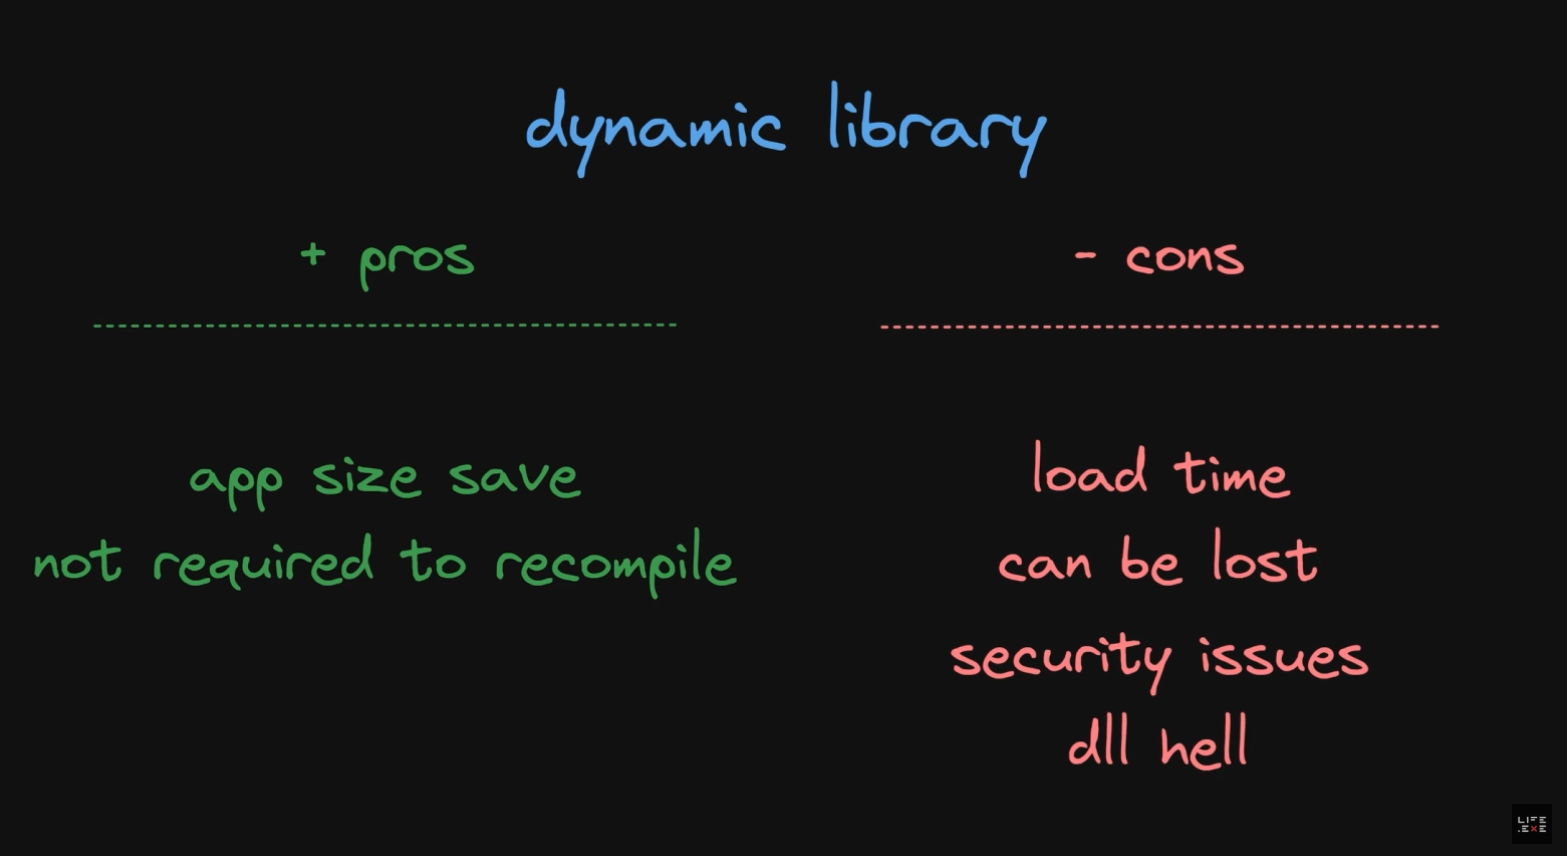 dynamic library
+ pros
- cons
app size save
not required to recompile
load time
can be lost
security issues
dll hell
LIFE
.EXE